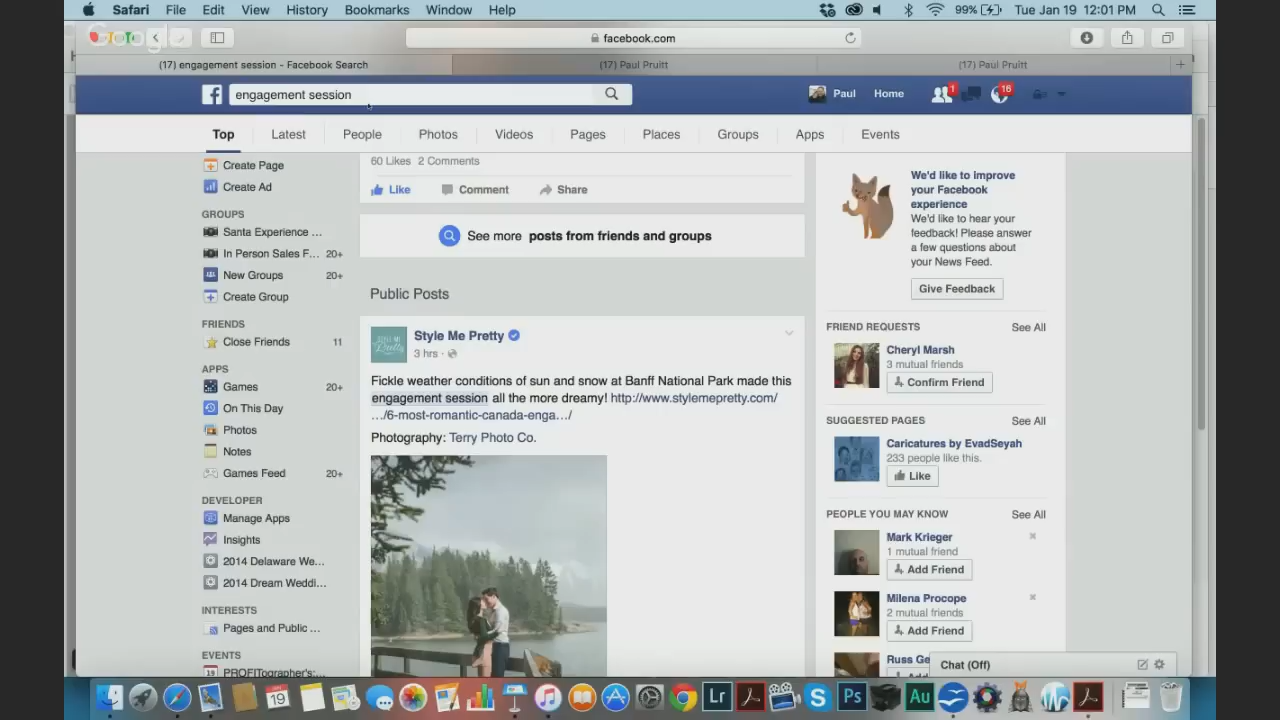 Safari File Edit View History Bookmarks Window Help 99% Tue Jan 19 12:01 PM
facebook.com
(17) engagement session - Facebook Search (17) Paul Pruitt (17) Paul Pruitt
engagement session Paul Home 1 16
Top Latest People Photos Videos Pages Places Groups Apps Events
Create Page
Create Ad
GROUPS
Santa Experience ...
In Person Sales F... 20+
New Groups 20+
Create Group
FRIENDS
Close Friends 11
APPS
Games 20+
On This Day
Photos
Notes
Games Feed 20+
DEVELOPER
Manage Apps
Insights
2014 Delaware We...
2014 Dream Weddi...
INTERESTS
Pages and Public ...
EVENTS
PROFITographer's:
60 Likes 2 Comments
Like Comment Share
See more posts from friends and groups
Public Posts
STYLE ME Pretty
Style Me Pretty
3 hrs ·
Fickle weather conditions of sun and snow at Banff National Park made this
engagement session all the more dreamy! http://www.stylemepretty.com/
…/6-most-romantic-canada-enga…/
Photography: Terry Photo Co.
We'd like to improve
your Facebook
experience
We'd like to hear your
feedback! Please answer
a few questions about
your News Feed.
Give Feedback
FRIEND REQUESTS See All
Cheryl Marsh
3 mutual friends
Confirm Friend
SUGGESTED PAGES See All
Caricatures by EvadSeyah
233 people like this.
Like
PEOPLE YOU MAY KNOW See All
Mark Krieger
1 mutual friend
Add Friend
Milena Procope
2 mutual friends
Add Friend
Russ Ge
Chat (Off)
19 Lr S Ps Au